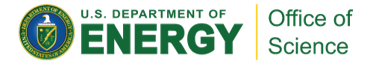 U.S. DEPARTMENT OF
ENERGY
Office of
Science